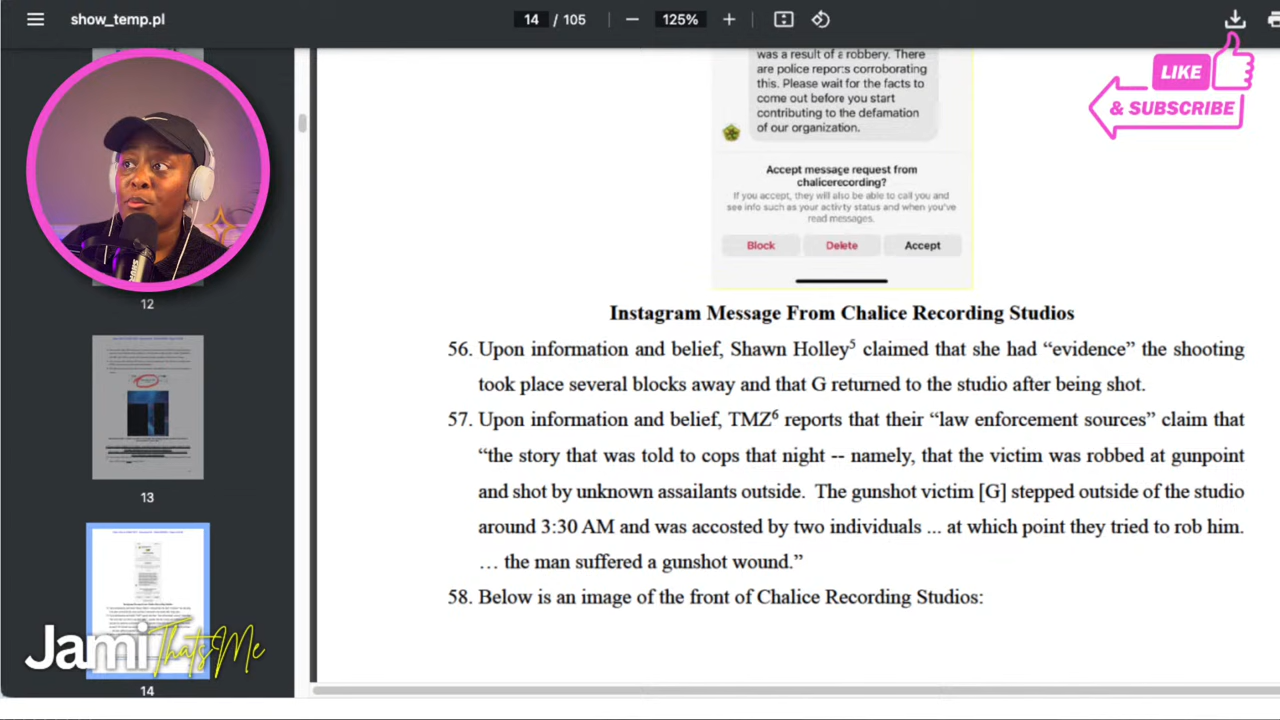 show_temp.pl
14 / 105
125%
LIKE
& SUBSCRIBE
was a result of a robbery. There
are police reports corroborating
this. Please wait for the facts to
come out before you start
contributing to the defamation
of our organization.
Accept message request from
chalicerecording?
If you accept, they will also be able to call you and
see info such as your activity status and when you've
read messages.
Block Delete Accept
12
Instagram Message From Chalice Recording Studios
56. Upon information and belief, Shawn Holley5 claimed that she had “evidence” the shooting
took place several blocks away and that G returned to the studio after being shot.
57. Upon information and belief, TMZ6 reports that their “law enforcement sources” claim that
“the story that was told to cops that night -- namely, that the victim was robbed at gunpoint
and shot by unknown assailants outside. The gunshot victim [G] stepped outside of the studio
around 3:30 AM and was accosted by two individuals ... at which point they tried to rob him.
… the man suffered a gunshot wound.”
58. Below is an image of the front of Chalice Recording Studios:
13
14
Jami ThatsMe